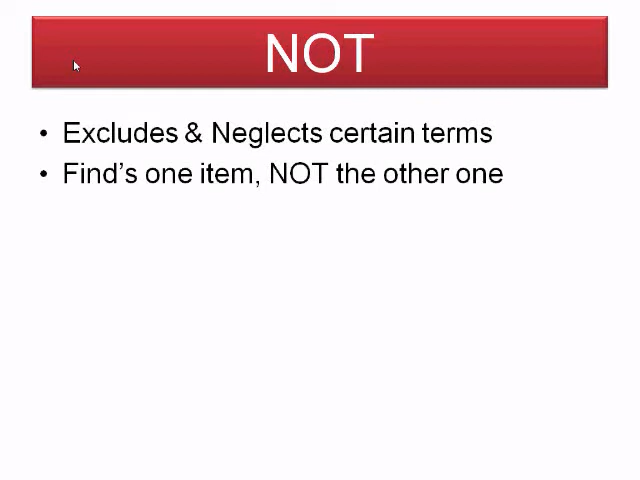 NOT
• Excludes & Neglects certain terms
• Find's one item, NOT the other one